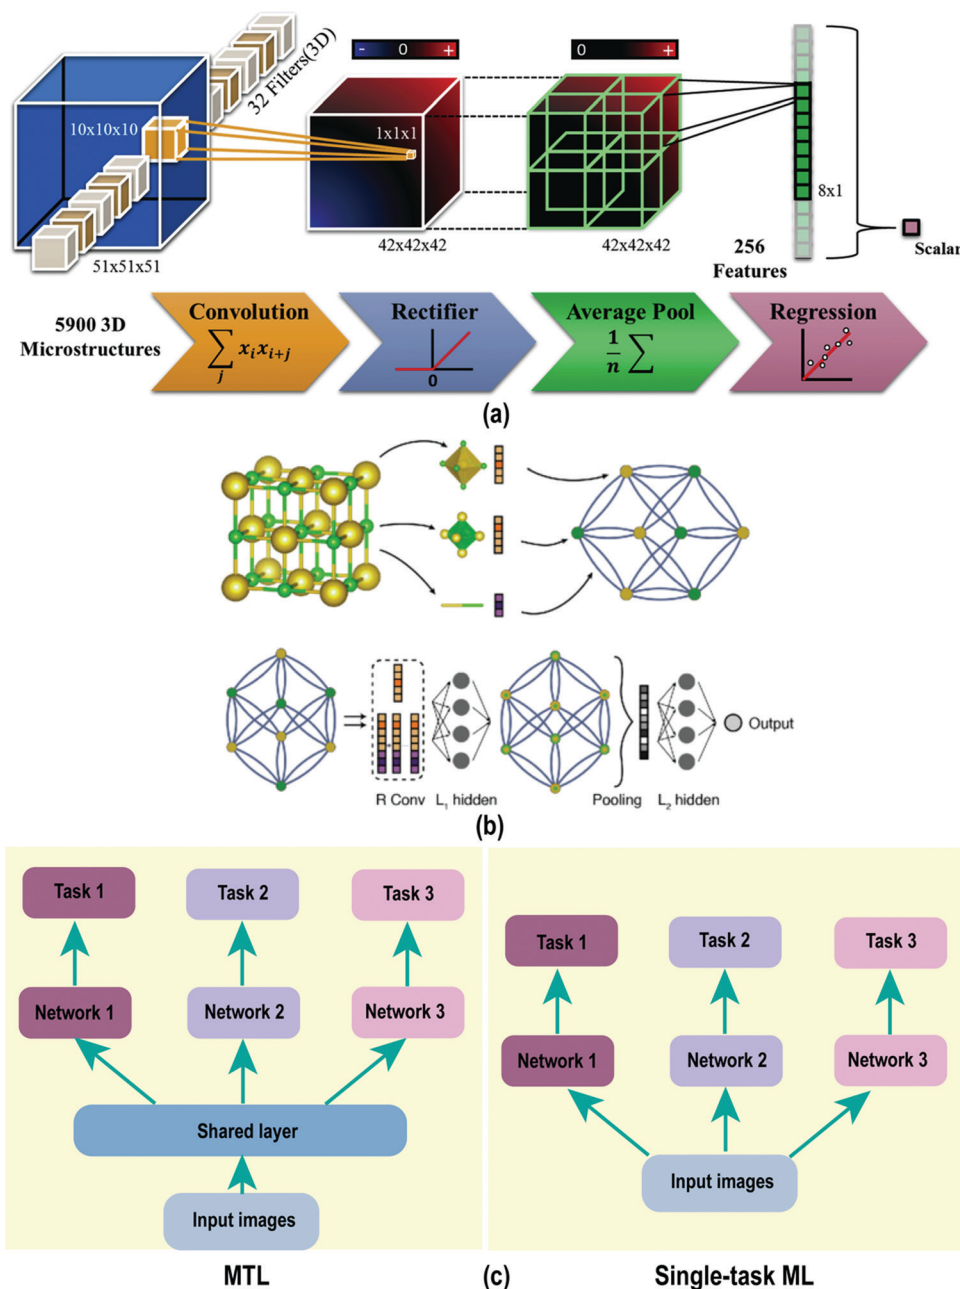 32 Filters(3D)
- 0 +
0 +
10x10x10
1x1x1
8x1
51x51x51
42x42x42
42x42x42
256
Features
Scalar
5900 3D
Microstructures
Convolution
∑ x_i x_{i+j}
j
Rectifier
0
Average Pool
1/n ∑
Regression
(a)
+
Output
R Conv
L₁ hidden
Pooling
L₂ hidden
(b)
Task 1
Task 2
Task 3
Network 1
Network 2
Network 3
Shared layer
Input images
MTL
Task 1
Task 2
Task 3
Network 1
Network 2
Network 3
Input images
Single-task ML
(c)